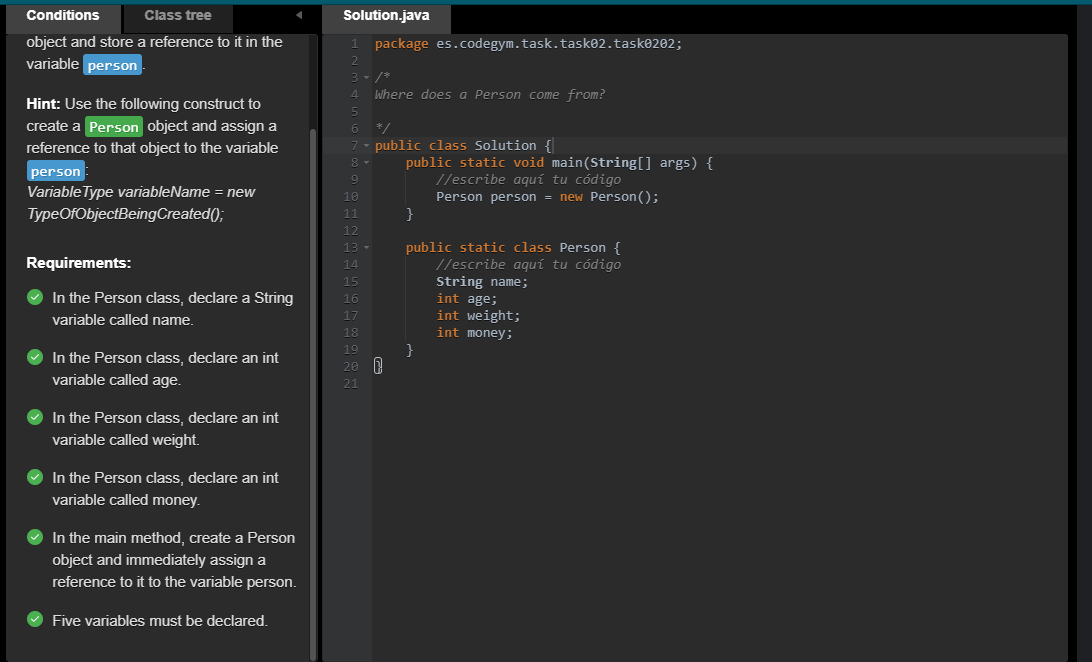 Conditions
Class tree
object and store a reference to it in the
variable person.
Hint: Use the following construct to
create a Person object and assign a
reference to that object to the variable
person:
VariableType variableName = new
TypeOfObjectBeingCreated();
Requirements:
In the Person class, declare a String
variable called name.
In the Person class, declare an int
variable called age.
In the Person class, declare an int
variable called weight.
In the Person class, declare an int
variable called money.
In the main method, create a Person
object and immediately assign a
reference to it to the variable person.
Five variables must be declared.
Solution.java
1 package es.codegym.task.task02.task0202;
2
3 /*
4 Where does a Person come from?
5
6 */
7 public class Solution {
8     public static void main(String[] args) {
9         //escribe aquí tu código
10         Person person = new Person();
11     }
12
13     public static class Person {
14         //escribe aquí tu código
15         String name;
16         int age;
17         int weight;
18         int money;
19     }
20 }
21